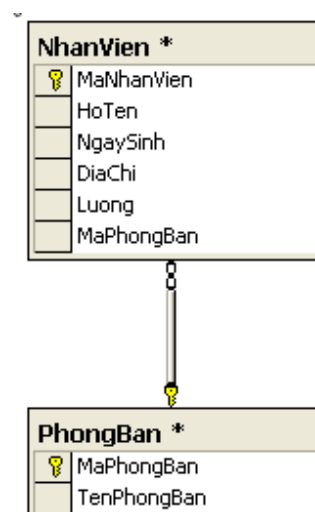 NhanVien *
MaNhanVien
HoTen
NgaySinh
DiaChi
Luong
MaPhongBan
PhongBan *
MaPhongBan
TenPhongBan